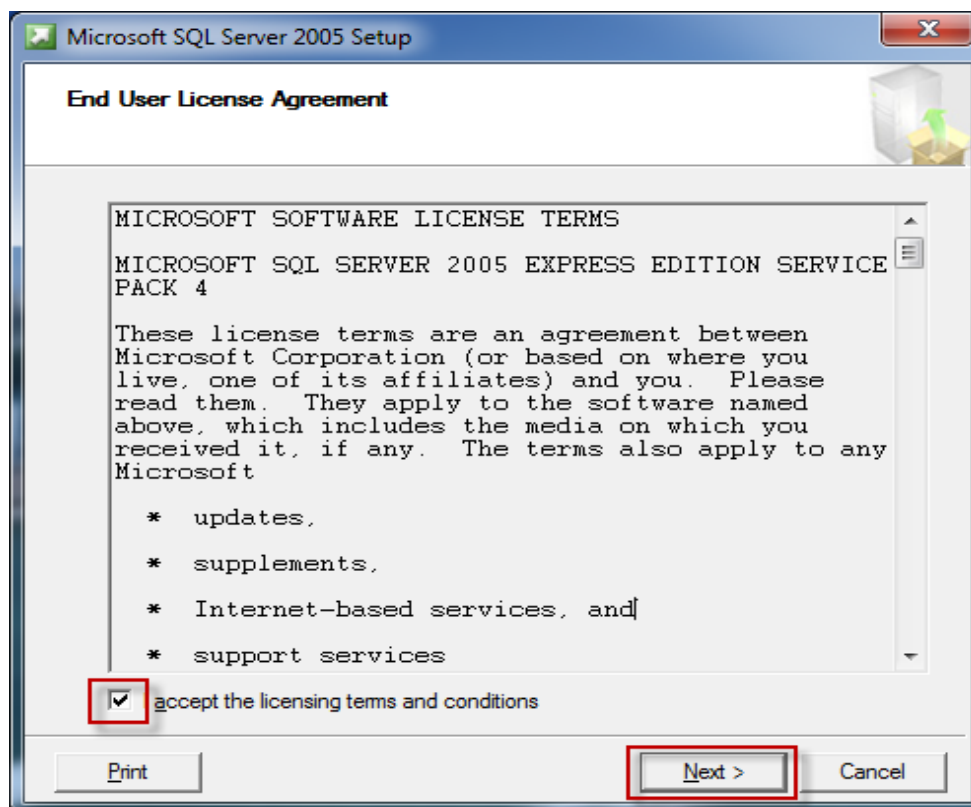 Microsoft SQL Server 2005 Setup
End User License Agreement
MICROSOFT SOFTWARE LICENSE TERMS
MICROSOFT SQL SERVER 2005 EXPRESS EDITION SERVICE
PACK 4
These license terms are an agreement between
Microsoft Corporation (or based on where you
live, one of its affiliates) and you.  Please
read them.  They apply to the software named
above, which includes the media on which you
received it, if any.  The terms also apply to any
Microsoft
* updates,
* supplements,
* Internet-based services, and
* support services
accept the licensing terms and conditions
Print
Next >
Cancel